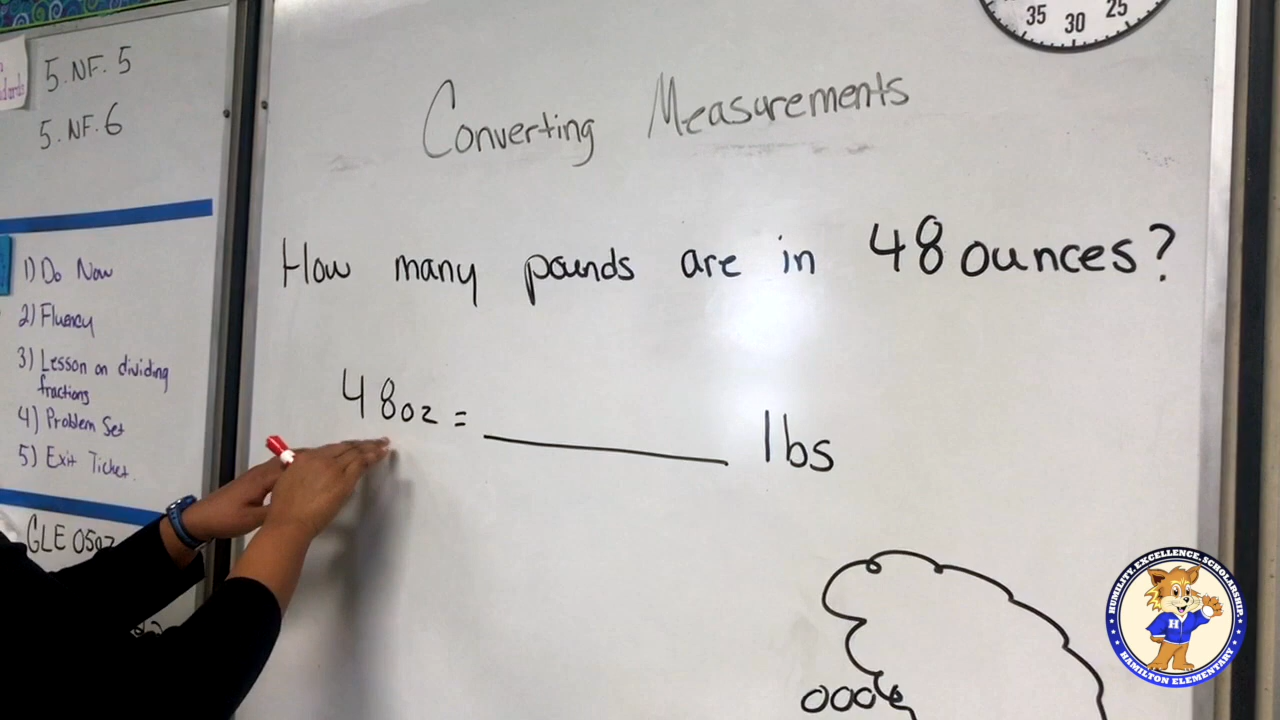 5.NF.5
5.NF.6
1) Do Now
2) Fluency
3) Lesson on dividing
fractions
4) Problem Set
5) Exit Ticket.
GLE
35 30 25
Converting Measurements
How many pounds are in 48 ounces?
48oz = ________ lbs
HUMILITY.EXCELLENCE.SCHOLARSHIP.
H
HAMILTON ELEMENTARY